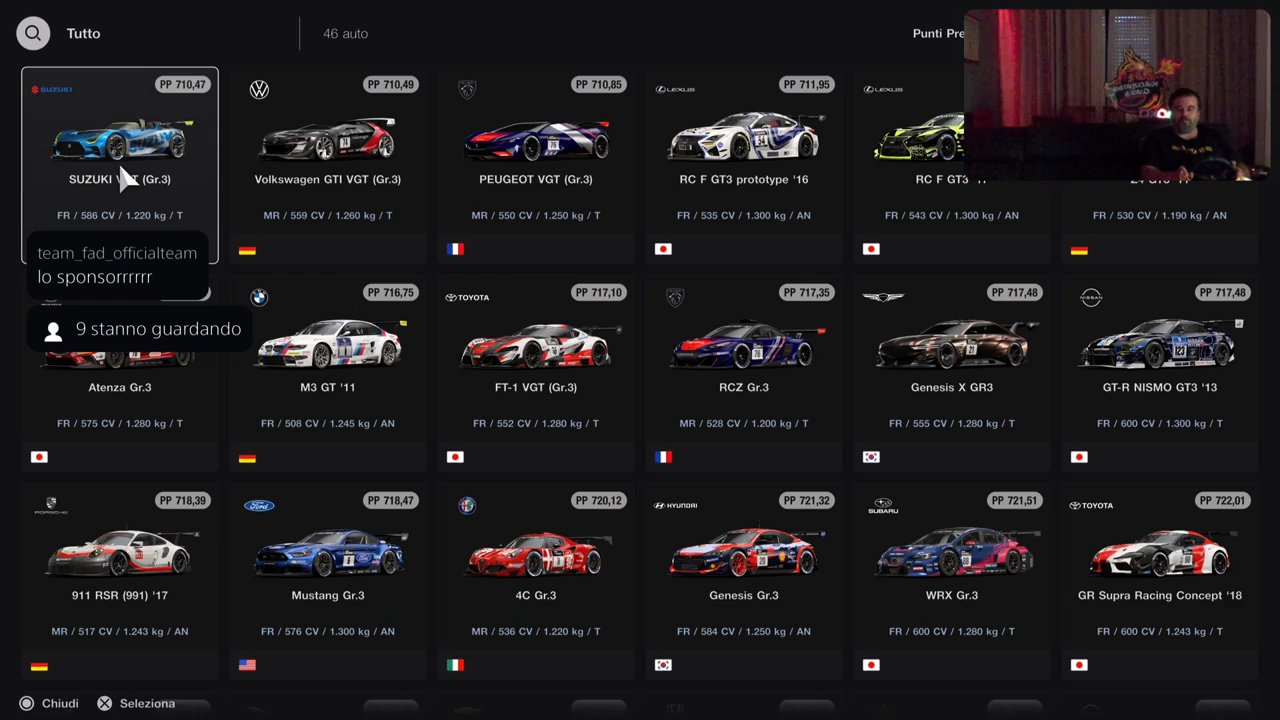 Tutto
46 auto
Punti Pre
SUZUKI
PP 710,47
SUZUKI V T (Gr.3)
FR / 586 CV / 1.220 kg / T
PP 710,49
Volkswagen GTI VGT (Gr.3)
MR / 559 CV / 1.260 kg / T
PP 710,85
PEUGEOT VGT (Gr.3)
MR / 550 CV / 1.250 kg / T
LEXUS
PP 711,95
RC F GT3 prototype '16
FR / 535 CV / 1.300 kg / AN
LEXUS
RC F GT3
FR / 543 CV / 1.300 kg / AN
FR / 530 CV / 1.190 kg / AN
team_fad_officialteam
lo sponsorrrrrr
9 stanno guardando
Atenza Gr.3
FR / 575 CV / 1.280 kg / T
PP 716,75
M3 GT '11
FR / 508 CV / 1.245 kg / AN
TOYOTA
PP 717,10
FT-1 VGT (Gr.3)
FR / 552 CV / 1.280 kg / T
PP 717,35
RCZ Gr.3
MR / 528 CV / 1.200 kg / T
PP 717,48
Genesis X GR3
FR / 555 CV / 1.280 kg / T
NISSAN
PP 717,48
GT-R NISMO GT3 '13
FR / 600 CV / 1.300 kg / T
PORSCHE
PP 718,39
911 RSR (991) '17
MR / 517 CV / 1.243 kg / AN
Ford
PP 718,47
Mustang Gr.3
FR / 576 CV / 1.300 kg / AN
PP 720,12
4C Gr.3
MR / 536 CV / 1.220 kg / T
HYUNDAI
PP 721,32
Genesis Gr.3
FR / 584 CV / 1.250 kg / AN
SUBARU
PP 721,51
WRX Gr.3
FR / 600 CV / 1.280 kg / T
TOYOTA
PP 722,01
GR Supra Racing Concept '18
FR / 600 CV / 1.243 kg / T
Chiudi
Seleziona